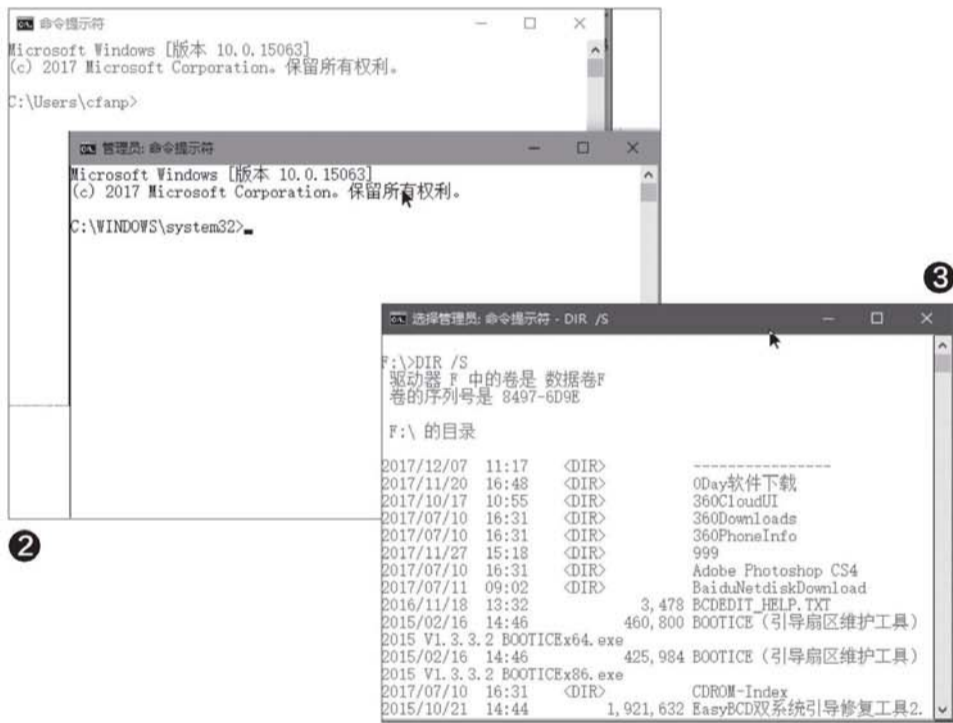 命令提示符
Microsoft Windows [版本 10.0.15063]
(c) 2017 Microsoft Corporation。保留所有权利。
C:\Users\cfanp>
管理员: 命令提示符
Microsoft Windows [版本 10.0.15063]
(c) 2017 Microsoft Corporation。保留所有权利。
C:\WINDOWS\system32>
❷
❸
选择管理员: 命令提示符 - DIR /S
F:\>DIR /S
驱动器 F 中的卷是 数据卷F
卷的序列号是 8497-6D9E
F:\ 的目录
2017/12/07 11:17 <DIR> ----------------
2017/11/20 16:48 <DIR> 0Day软件下载
2017/10/17 10:55 <DIR> 360CloudUI
2017/07/10 16:31 <DIR> 360Downloads
2017/07/10 16:31 <DIR> 360PhoneInfo
2017/11/27 15:18 <DIR> 999
2017/07/10 16:31 <DIR> Adobe Photoshop CS4
2017/07/11 09:02 <DIR> BaiduNetdiskDownload
2016/11/18 13:32 3,478 BCDEDIT_HELP.TXT
2015/02/16 14:46 460,800 BOOTICE（引导扇区维护工具）
2015 V1.3.3.2 BOOTICEx64.exe
2015/02/16 14:46 425,984 BOOTICE（引导扇区维护工具）
2015 V1.3.3.2 BOOTICEx86.exe
2017/07/10 16:31 <DIR> CDROM-Index
2015/10/21 14:44 1,921,632 EasyBCD双系统引导修复工具2.